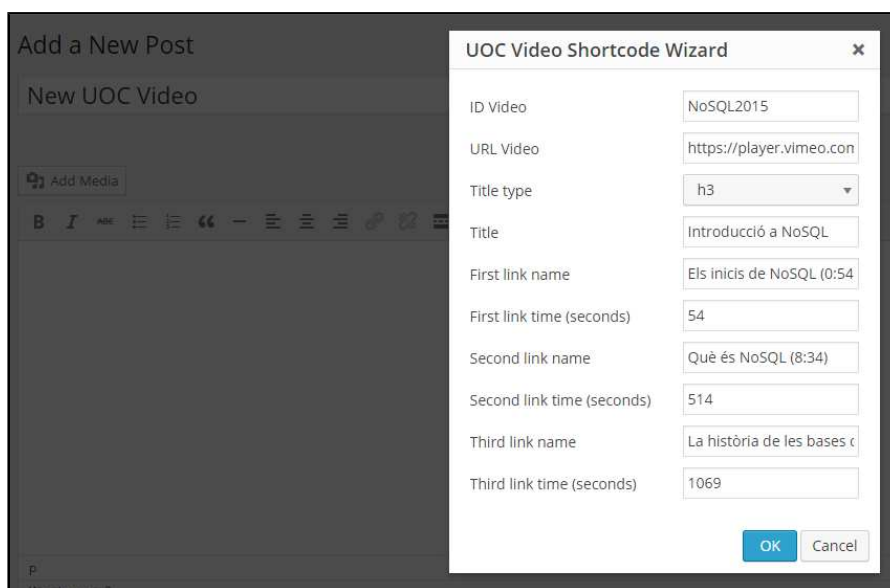 Add a New Post
New UOC Video
Add Media
B I ABC
p
UOC Video Shortcode Wizard ×
ID Video NoSQL2015
URL Video https://player.vimeo.com
Title type h3
Title Introducció a NoSQL
First link name Els inicis de NoSQL (0:54
First link time (seconds) 54
Second link name Què és NoSQL (8:34)
Second link time (seconds) 514
Third link name La història de les bases
Third link time (seconds) 1069
OK Cancel